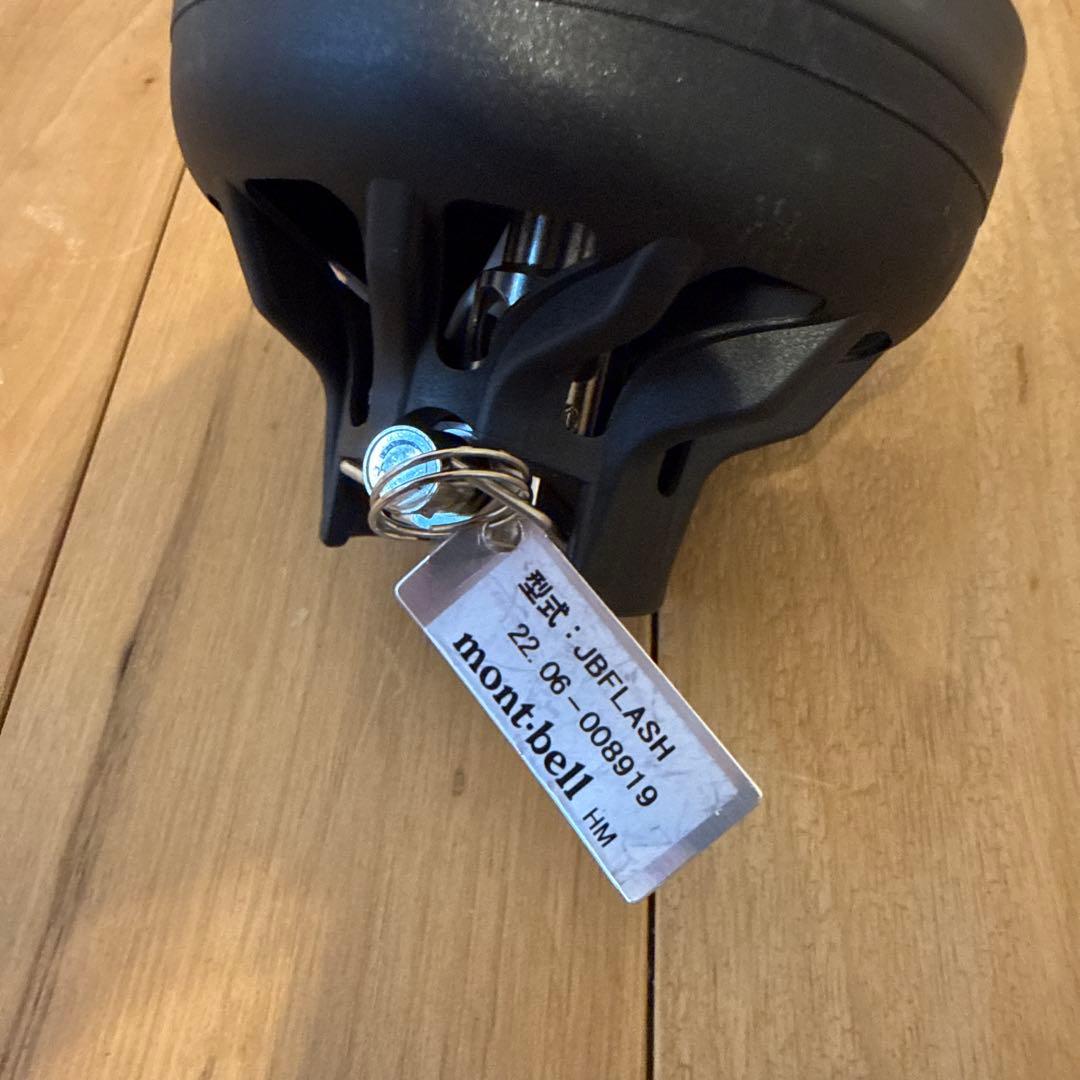 型式：JBFLASH
22.06-008919
mont·bell HM